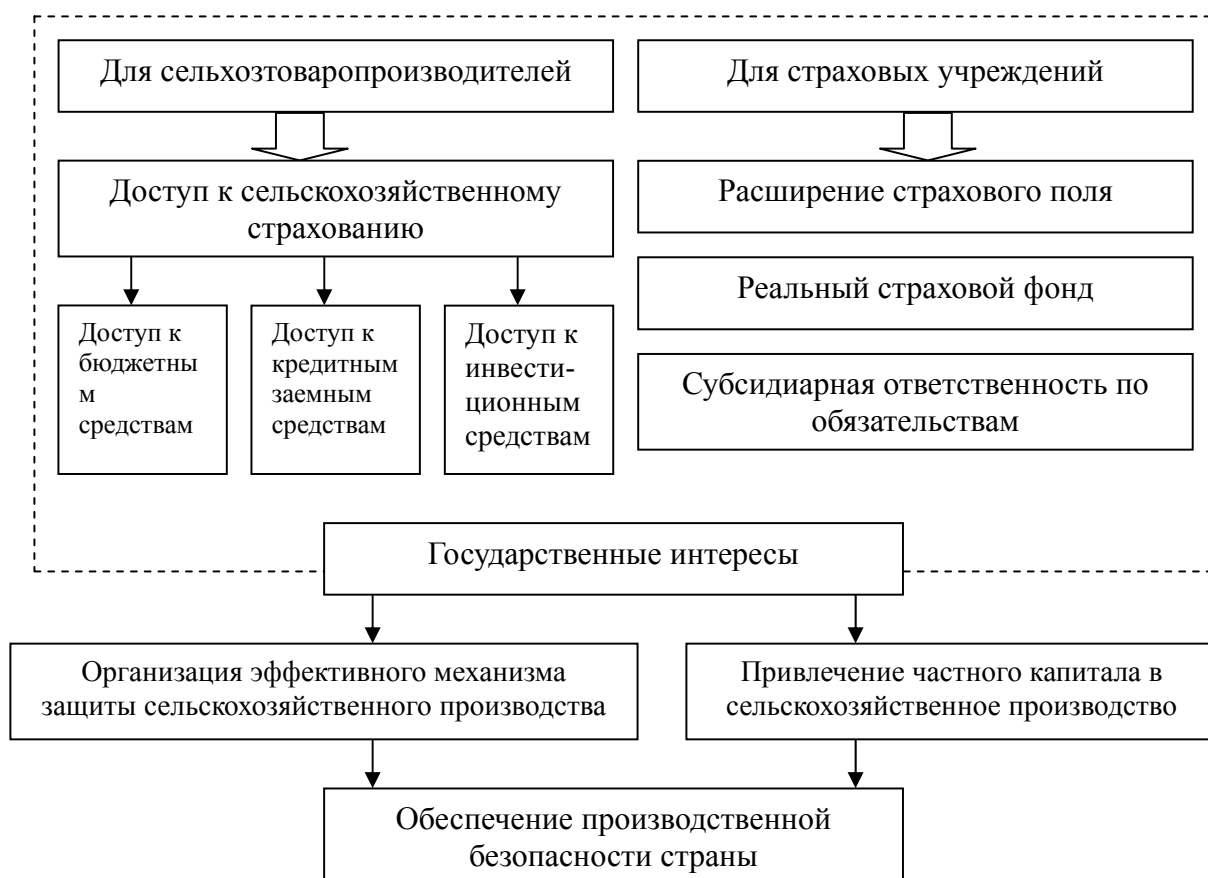 Для сельхозтоваропроизводителей
Для страховых учреждений
Доступ к сельскохозяйственному
страхованию
Расширение страхового поля
Реальный страховой фонд
Субсидиарная ответственность по
обязательствам
Доступ к
бюджетны
м
средствам
Доступ к
кредитным
заемным
средствам
Доступ к
инвести-
ционным
средствам
Государственные интересы
Организация эффективного механизма
защиты сельскохозяйственного производства
Привлечение частного капитала в
сельскохозяйственное производство
Обеспечение производственной
безопасности страны